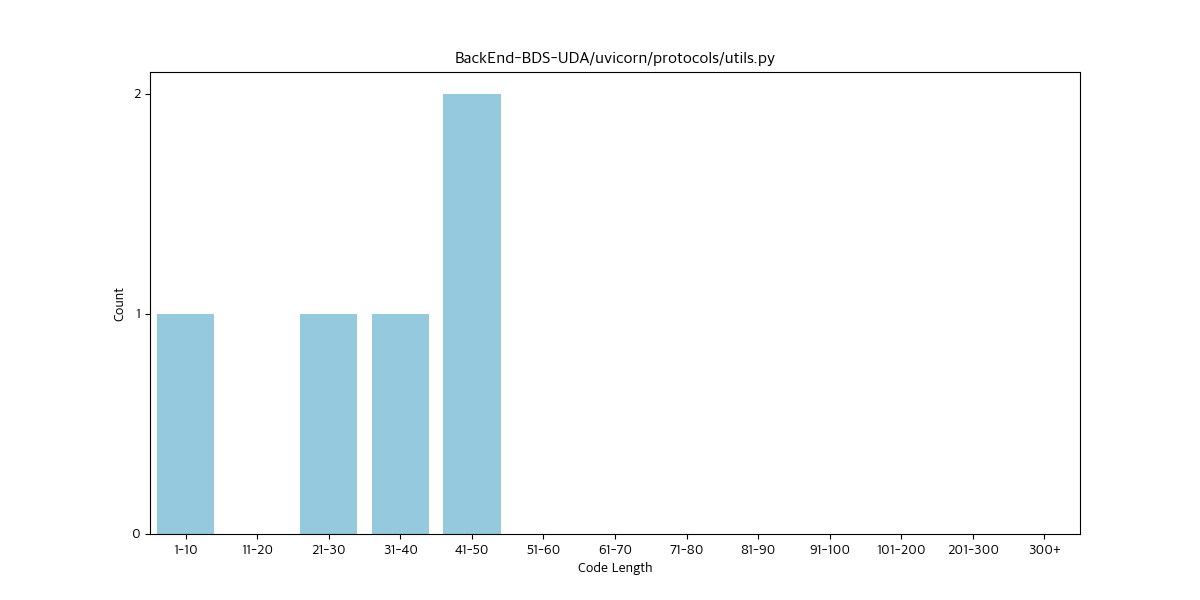 BackEnd-BDS-UDA/uvicorn/protocols/utils.py
2
1
0
Count
1-10 11-20 21-30 31-40 41-50 51-60 61-70 71-80 81-90 91-100 101-200 201-300 300+
Code Length